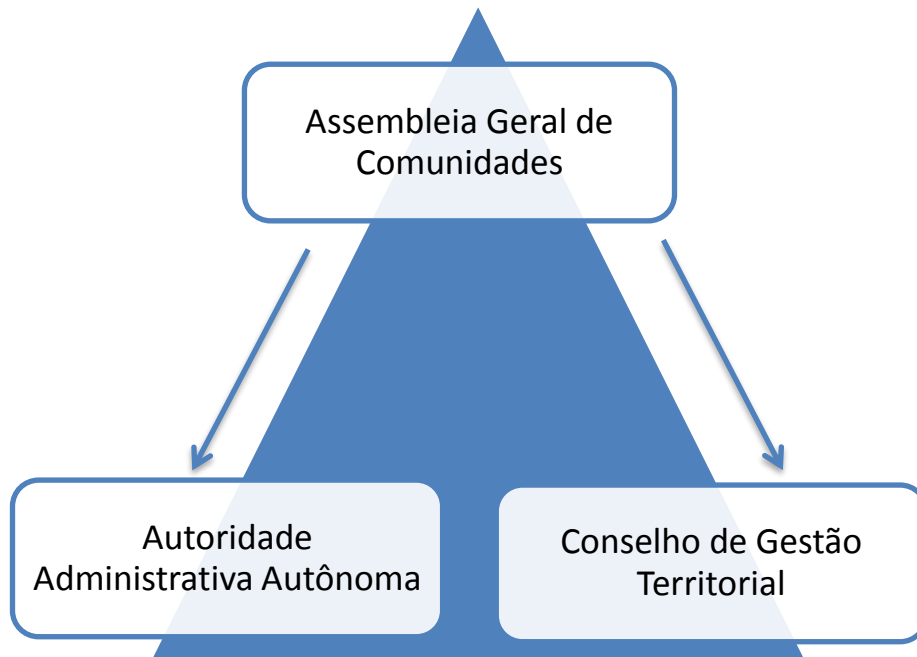 Assembleia Geral de
Comunidades
Autoridade
Administrativa Autônoma
Conselho de Gestão
Territorial